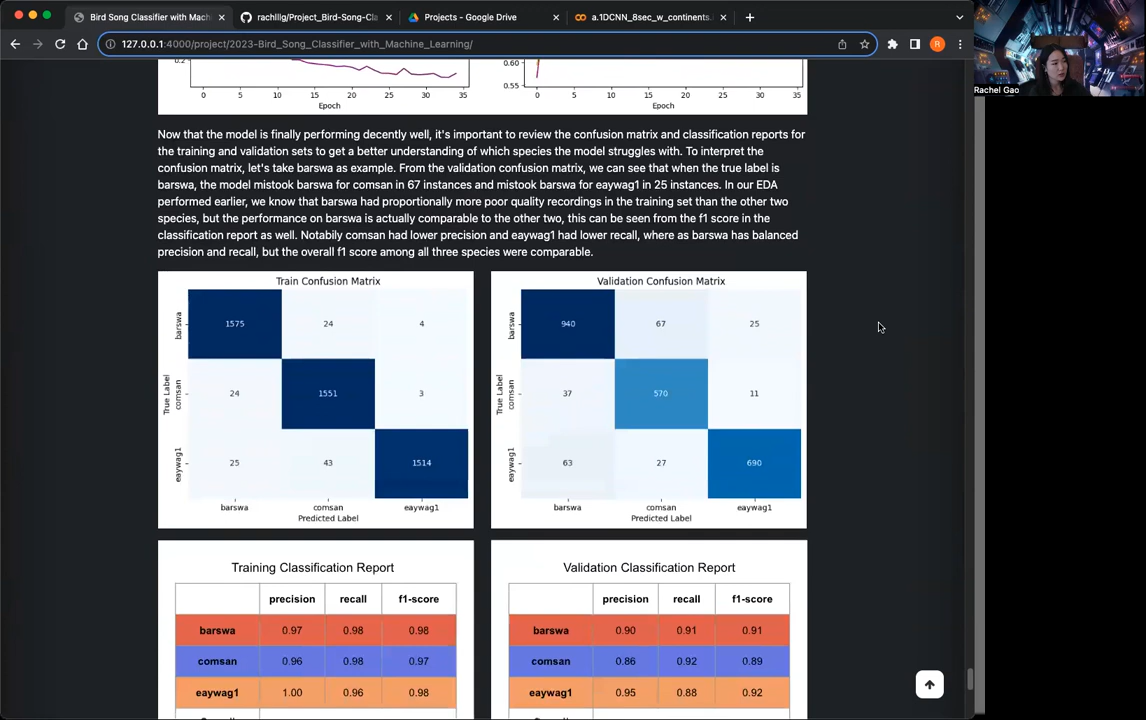 Bird Song Classifier with Mach
rachllg/Project_Bird-Song-Cla
Projects - Google Drive
a.1DCNN_8sec_w_continents.
127.0.0.1:4000/project/2023-Bird_Song_Classifier_with_Machine_Learning/
R
Rachel Gao
0.2
0 5 10 15 20 25 30 35
Epoch
0.60
0.55
0 5 10 15 20 25 30 35
Epoch
Now that the model is finally performing decently well, it's important to review the confusion matrix and classification reports for
the training and validation sets to get a better understanding of which species the model struggles with. To interpret the
confusion matrix, let's take barswa as example. From the validation confusion matrix, we can see that when the true label is
barswa, the model mistook barswa for comsan in 67 instances and mistook barswa for eaywag1 in 25 instances. In our EDA
performed earlier, we know that barswa had proportionally more poor quality recordings in the training set than the other two
species, but the performance on barswa is actually comparable to the other two, this can be seen from the f1 score in the
classification report as well. Notabily comsan had lower precision and eaywag1 had lower recall, where as barswa has balanced
precision and recall, but the overall f1 score among all three species were comparable.
Train Confusion Matrix
True Label
barswa 1575 24 4
comsan 24 1551 3
eaywag1 25 43 1514
barswa comsan eaywag1
Predicted Label
Validation Confusion Matrix
True Label
barswa 940 67 25
comsan 37 570 11
eaywag1 63 27 690
barswa comsan eaywag1
Predicted Label
Training Classification Report
precision recall f1-score
barswa 0.97 0.98 0.98
comsan 0.96 0.98 0.97
eaywag1 1.00 0.96 0.98
Validation Classification Report
precision recall f1-score
barswa 0.90 0.91 0.91
comsan 0.86 0.92 0.89
eaywag1 0.95 0.88 0.92